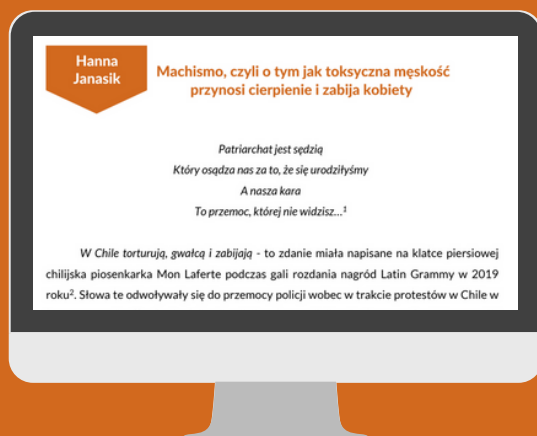 Hanna
Janasik
Machismo, czyli o tym jak toksyczna męskość
przynosi cierpienie i zabija kobiety
Patriarchat jest sędzią
Który osądza nas za to, że się urodziłyśmy
A nasza kara
To przemoc, której nie widzisz...¹
W Chile torturują, gwałcą i zabijają - to zdanie miała napisane na klatce piersiowej
chilijska piosenkarka Mon Laferte podczas gali rozdania nagród Latin Grammy w 2019
roku². Słowa te odwoływały się do przemocy policji wobec w trakcie protestów w Chile w